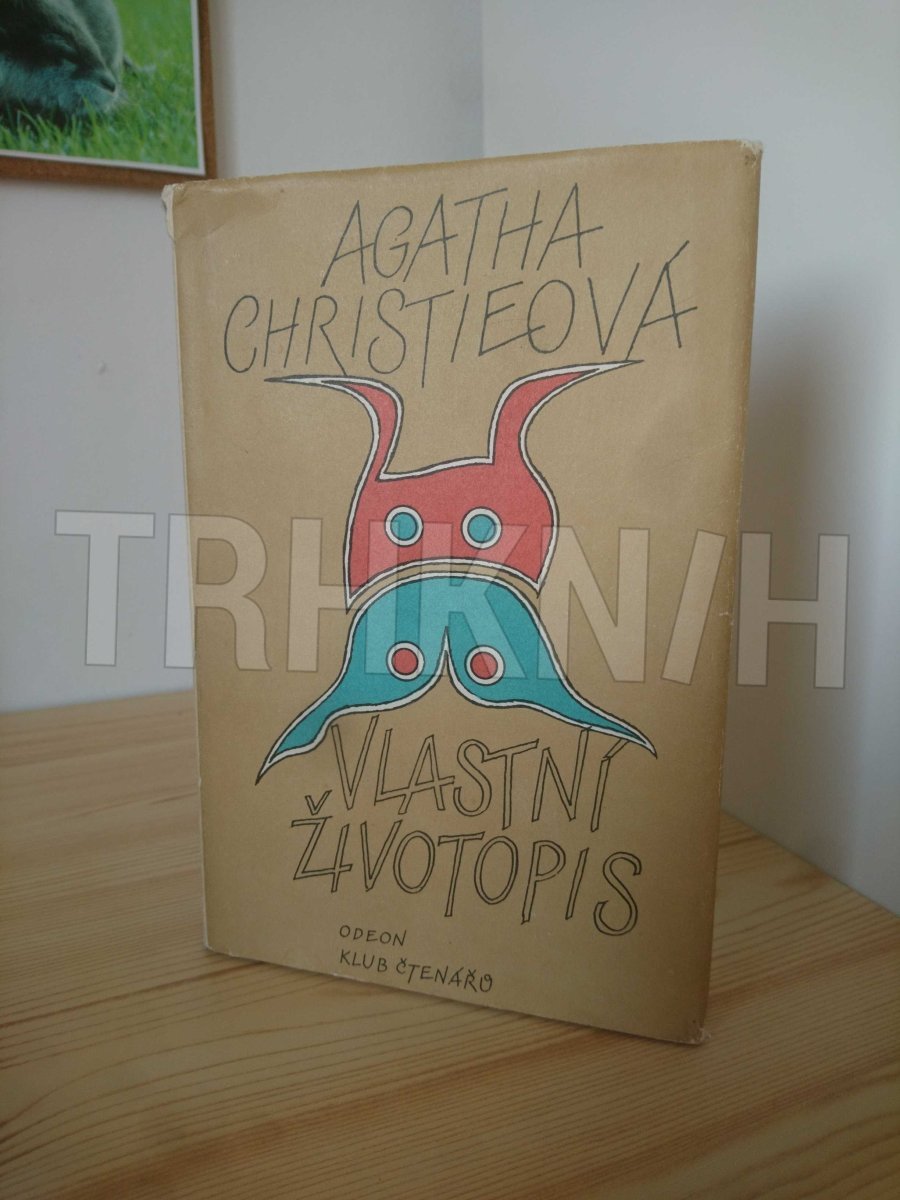 AGATHA
CHRISTIEOVÁ
TRHKNIH
VLASTNÍ
ŽIVOTOPIS
ODEON
KLUB ČTENÁŘŮ